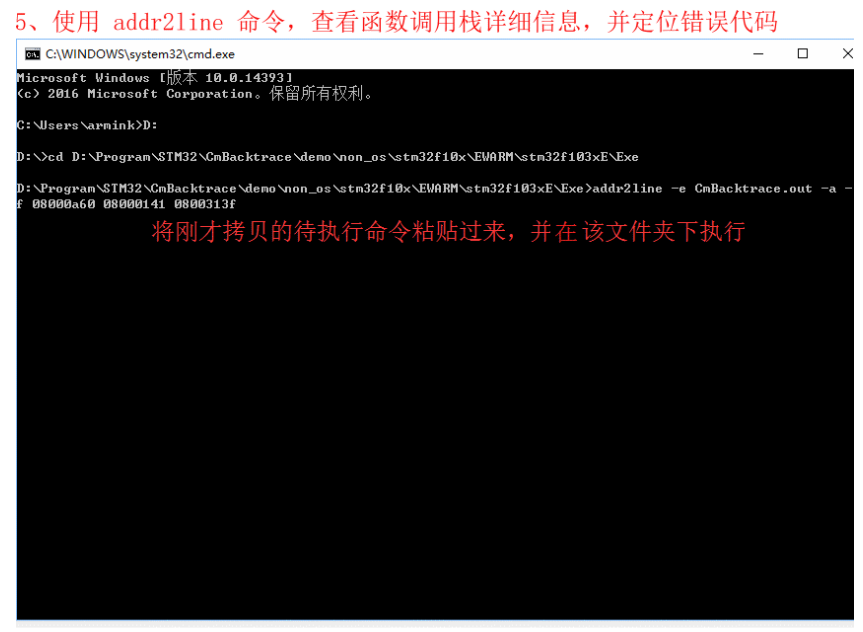 5、使用 addr2line 命令，查看函数调用栈详细信息，并定位错误代码
C:\WINDOWS\system32\cmd.exe
Microsoft Windows [版本 10.0.14393]
(c) 2016 Microsoft Corporation。保留所有权利。
C:\Users\armink>D:
D:\>cd D:\Program\STM32\CmBacktrace\demo\non_os\stm32f10x\EWARM\stm32f103xE\Exe
D:\Program\STM32\CmBacktrace\demo\non_os\stm32f10x\EWARM\stm32f103xE\Exe>addr2line -e CmBacktrace.out -a -
f 08000a60 08000141 0800313f
将刚才拷贝的待执行命令粘贴过来，并在该文件夹下执行